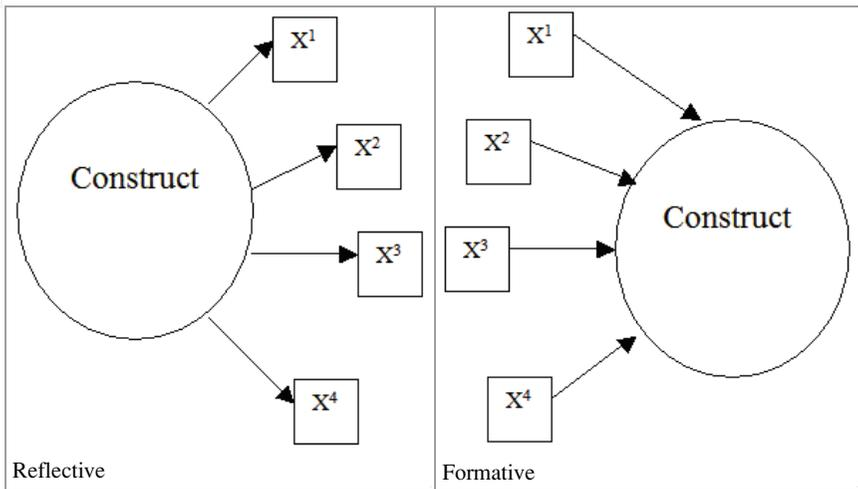 X¹
X²
Construct
X³
X⁴
Reflective
X¹
X²
Construct
X³
X⁴
Formative